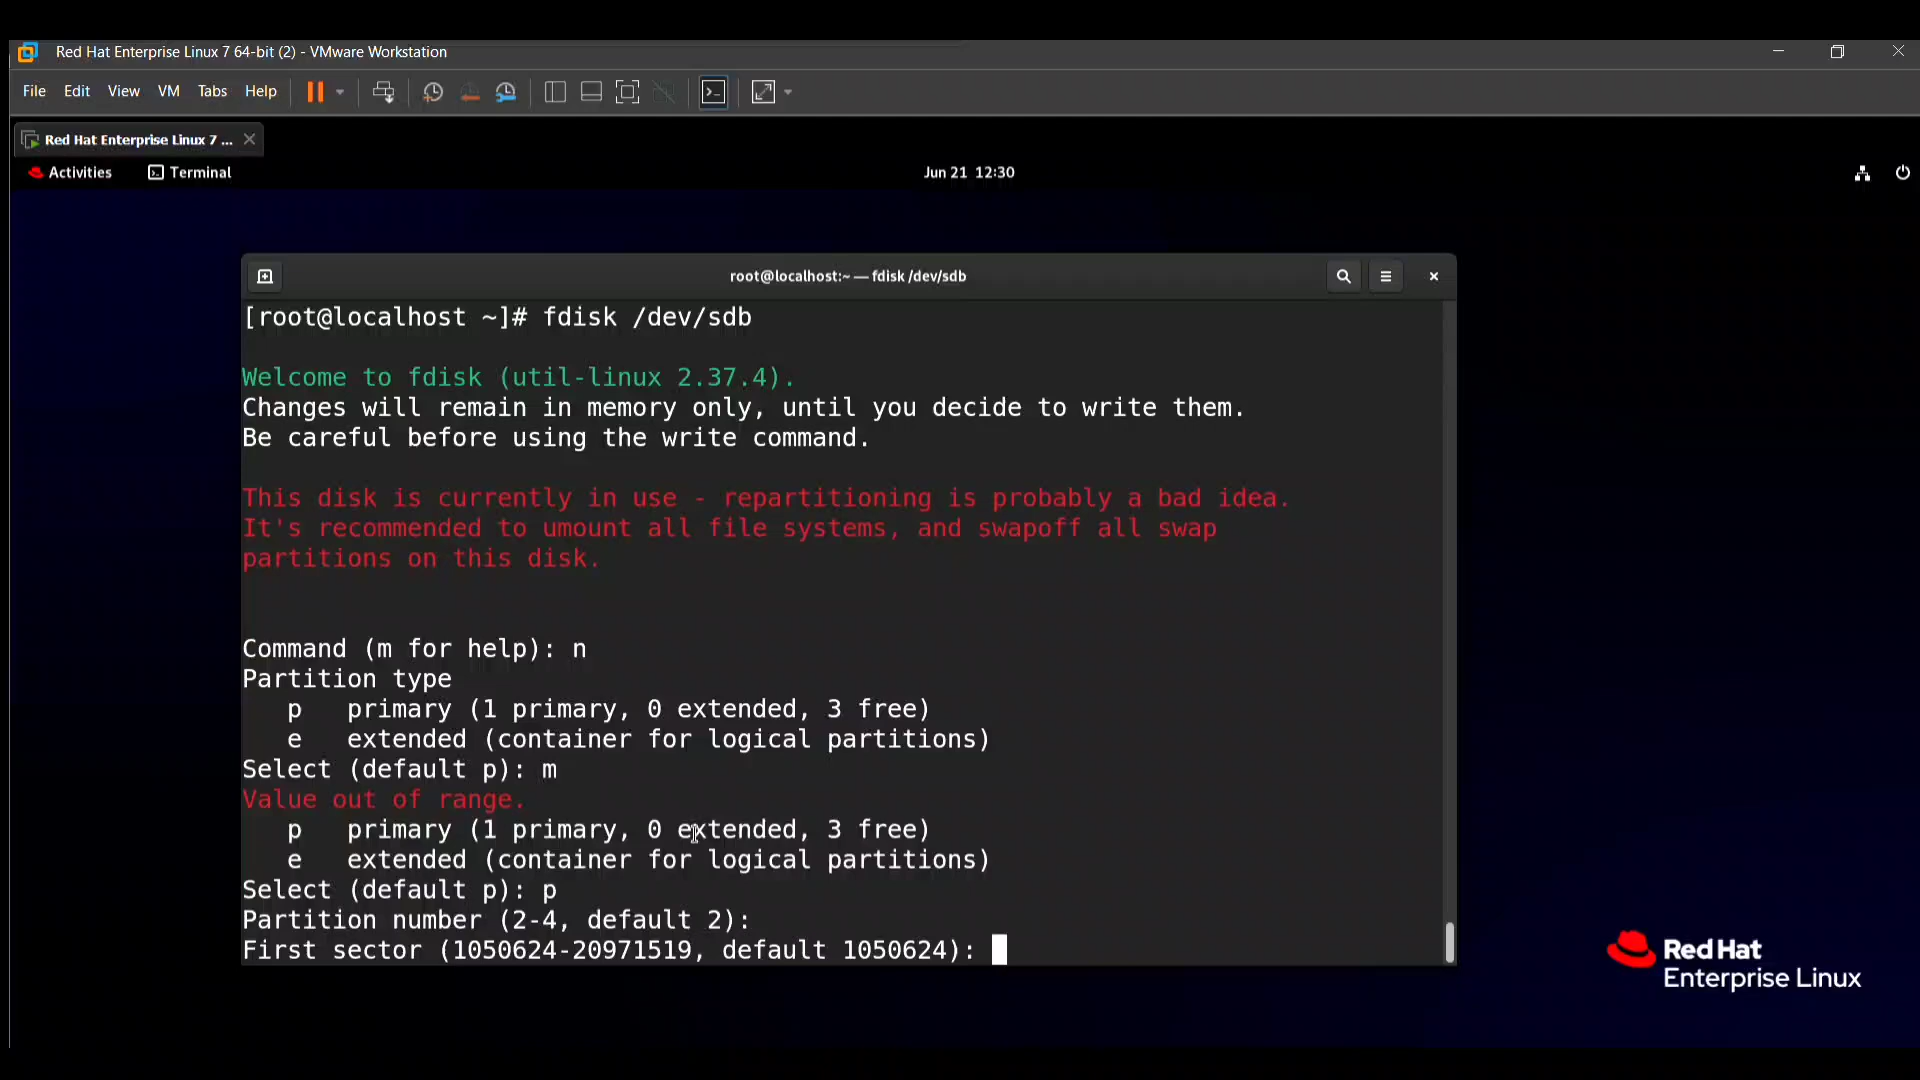 Red Hat Enterprise Linux 7 64-bit (2) - VMware Workstation
File Edit View VM Tabs Help
Red Hat Enterprise Linux 7 ...
Activities Terminal Jun 21 12:30
root@localhost:~ — fdisk /dev/sdb
[root@localhost ~]# fdisk /dev/sdb
Welcome to fdisk (util-linux 2.37.4).
Changes will remain in memory only, until you decide to write them.
Be careful before using the write command.
This disk is currently in use - repartitioning is probably a bad idea.
It's recommended to umount all file systems, and swapoff all swap
partitions on this disk.
Command (m for help): n
Partition type
p primary (1 primary, 0 extended, 3 free)
e extended (container for logical partitions)
Select (default p): m
Value out of range.
p primary (1 primary, 0 extended, 3 free)
e extended (container for logical partitions)
Select (default p): p
Partition number (2-4, default 2):
First sector (1050624-20971519, default 1050624):
Red Hat
Enterprise Linux